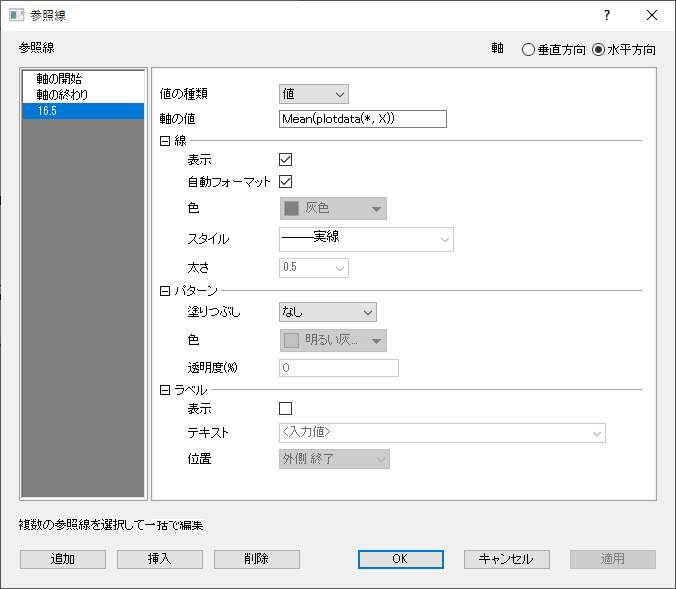 参照線
参照線
軸 垂直方向 水平方向
軸の開始
軸の終わり
16.5
値の種類 値
軸の値 Mean(plotdata(*, X))
線
表示
自動フォーマット
色 灰色
スタイル 実線
太さ 0.5
パターン
塗りつぶし なし
色 明るい灰...
透明度(%) 0
ラベル
表示
テキスト <入力値>
位置 外側 終了
複数の参照線を選択して一括で編集
追加 挿入 削除 OK キャンセル 適用